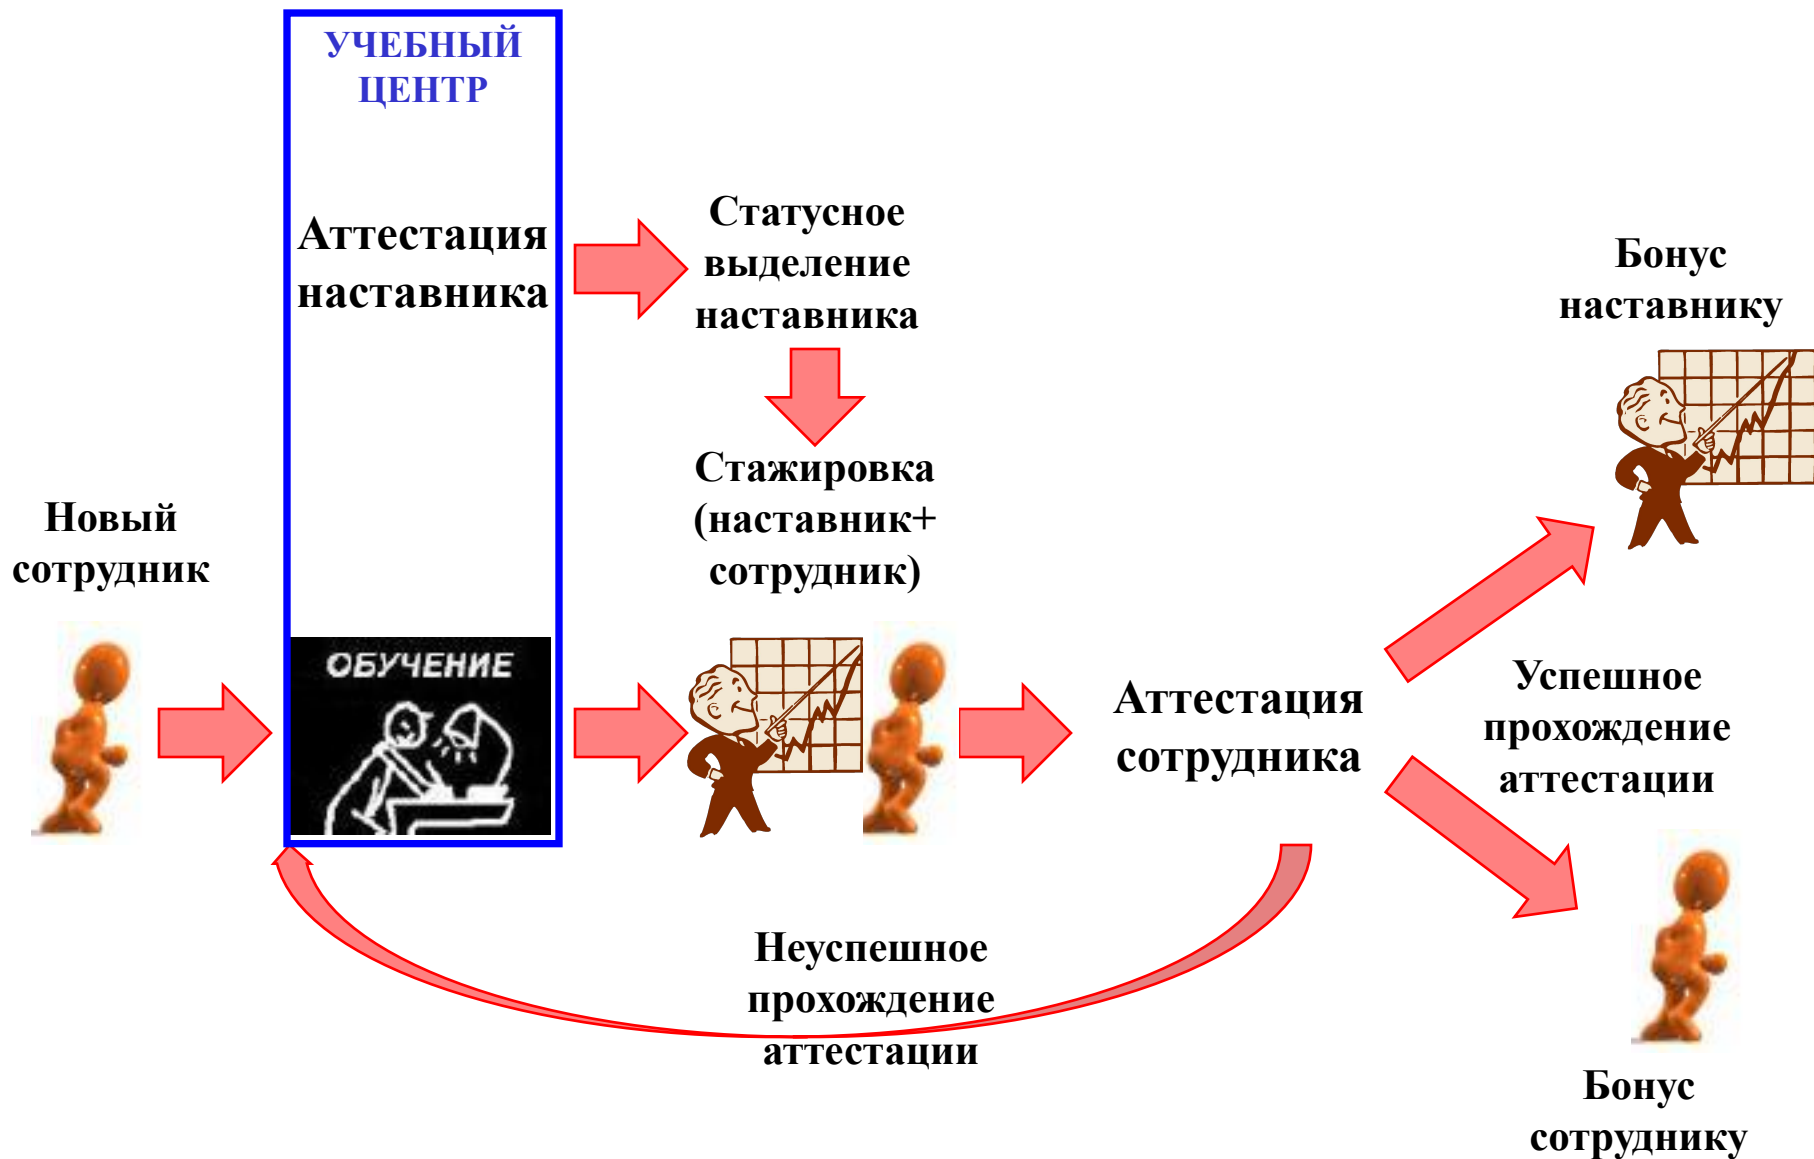 УЧЕБНЫЙ
ЦЕНТР
Аттестация
наставника
Статусное
выделение
наставника
Бонус
наставнику
Стажировка
(наставник+
сотрудник)
Новый
сотрудник
ОБУЧЕНИЕ
Аттестация
сотрудника
Успешное
прохождение
аттестации
Неуспешное
прохождение
аттестации
Бонус
сотруднику